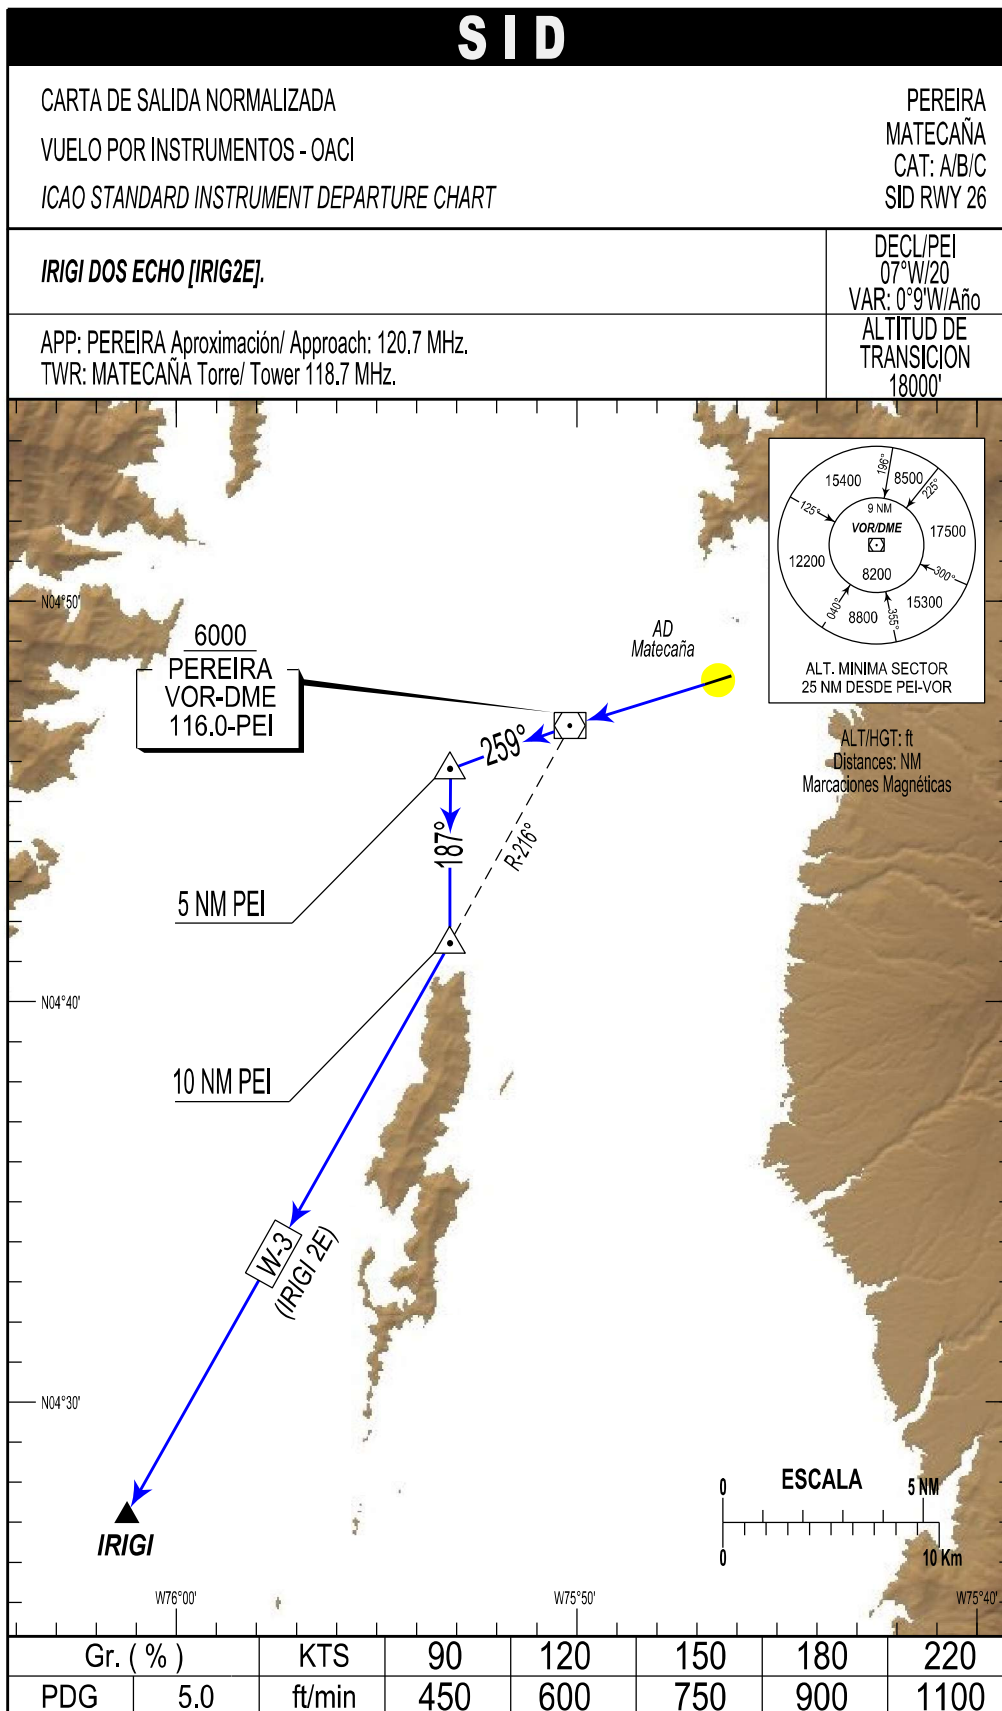 SID
CARTA DE SALIDA NORMALIZADA
VUELO POR INSTRUMENTOS - OACI
ICAO STANDARD INSTRUMENT DEPARTURE CHART
PEREIRA
MATECAÑA
CAT: A/B/C
SID RWY 26
IRIGI DOS ECHO [IRIG2E].
DECL/PEI
07°W/20
VAR: 0°9'W/Año
APP: PEREIRA Aproximación/ Approach: 120.7 MHz.
TWR: MATECAÑA Torre/ Tower 118.7 MHz.
ALTITUD DE
TRANSICION
18000'
15400
196°
8500
225°
125°
9 NM
VOR/DME
17500
12200
8200
300°
15300
040°
8800
355°
ALT. MINIMA SECTOR
25 NM DESDE PEI-VOR
N04°50'
6000
PEREIRA
VOR-DME
116.0-PEI
AD
Matecaña
ALT/HGT: ft
Distances: NM
Marcaciones Magnéticas
259°
187°
R-216°
5 NM PEI
N04°40'
10 NM PEI
W-3
(IRIGI 2E)
N04°30'
IRIGI
ESCALA
0
5 NM
0
10 Km
W76°00'
W75°50'
W75°40'
Gr. ( % ) KTS 90 120 150 180 220
PDG 5.0 ft/min 450 600 750 900 1100